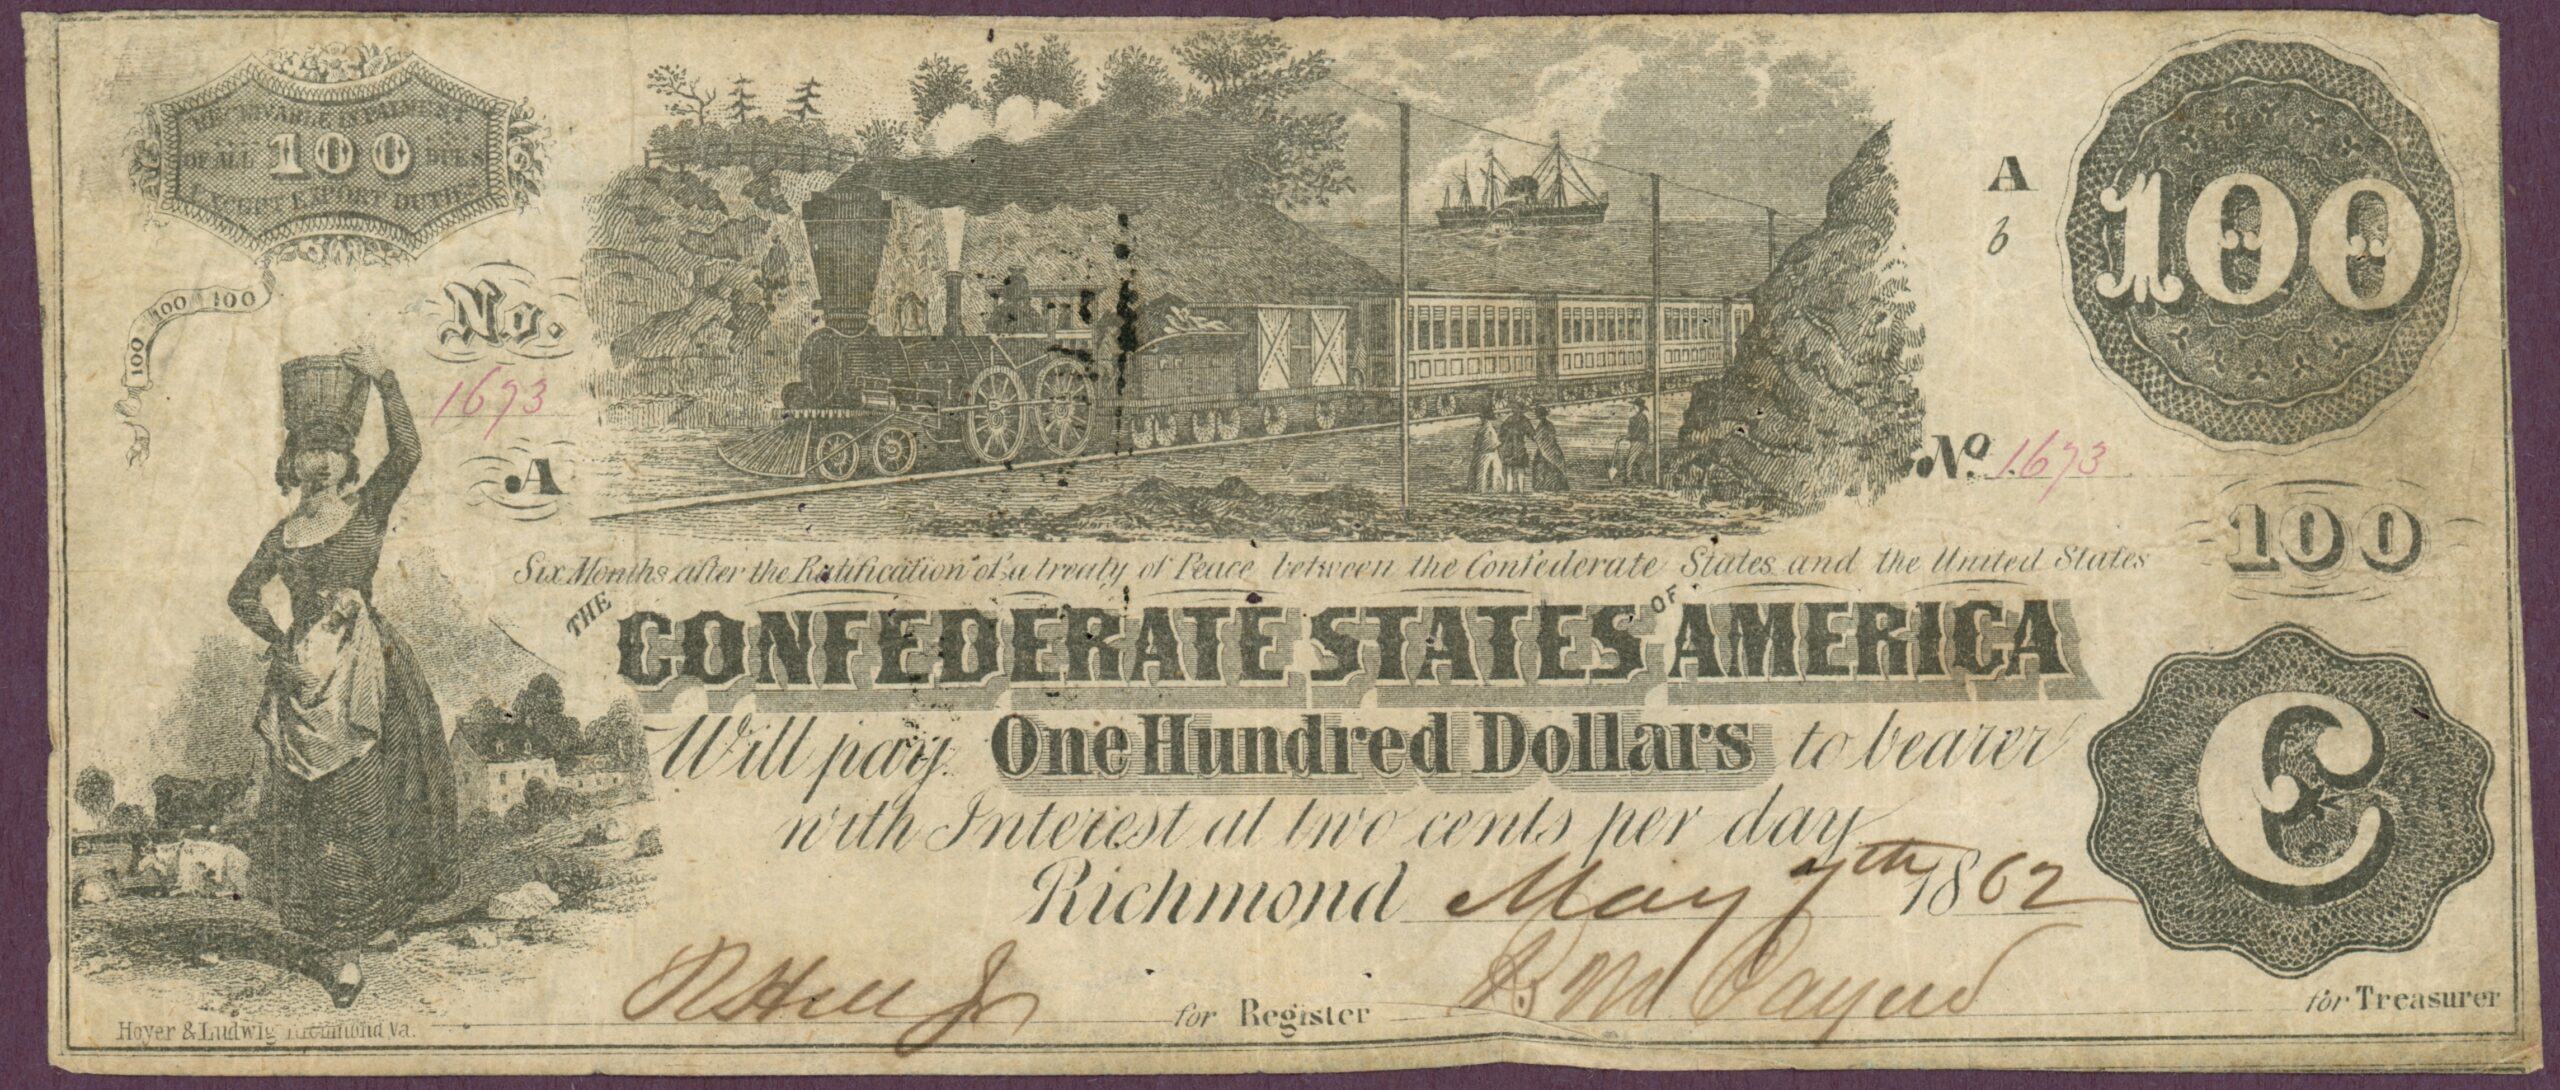 RECEIVABLE IN PAYMENT
OF ALL 100 DUES
EXCEPT EXPORT DUTIES
100 100 100
No.
1673
A
A
6
100
No. 1673
100
Six Months after the Ratification of a treaty of Peace between the Confederate States and the United States
THE CONFEDERATE STATES OF AMERICA
Will pay One Hundred Dollars to bearer
with Interest at two cents per day
C
Richmond May 7th 1862
R Hill Jr for Register
for Treasurer
Hoyer & Ludwig Richmond Va.